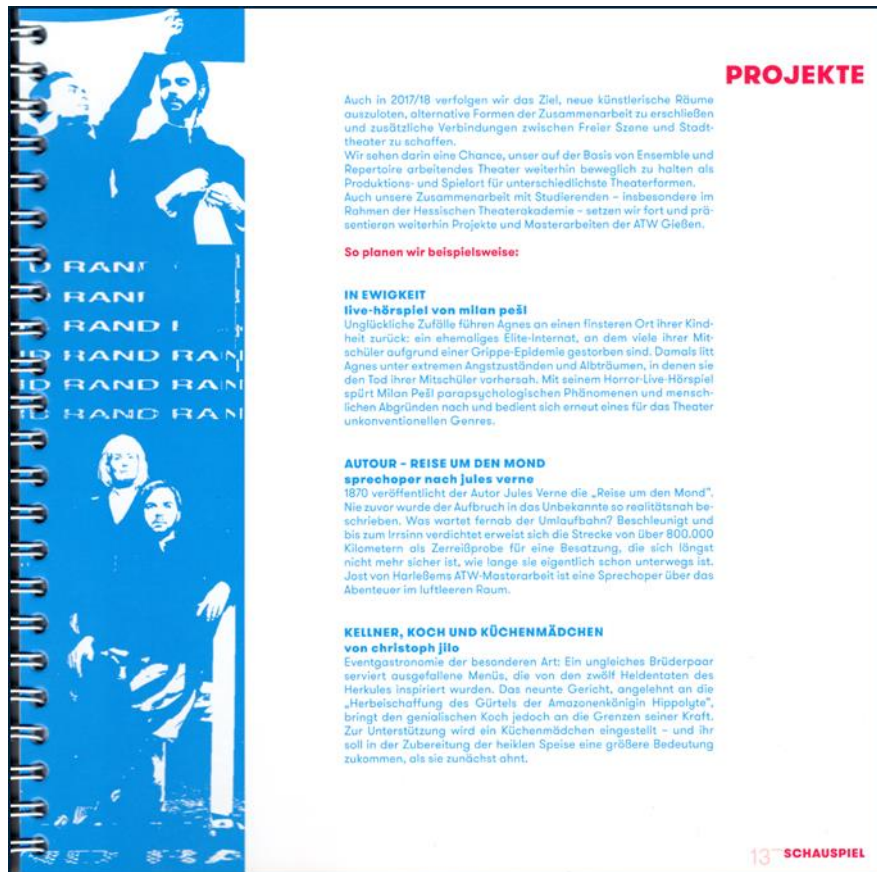 PROJEKTE
Auch in 2017/18 verfolgen wir das Ziel, neue künstlerische Räume
auszuloten, alternative Formen der Zusammenarbeit zu erschließen
und zusätzliche Verbindungen zwischen Freier Szene und Stadt-
theater zu schaffen.
Wir sehen darin eine Chance, unser auf der Basis von Ensemble und
Repertoire arbeitendes Theater weiterhin beweglich zu halten als
Produktions- und Spielort für unterschiedlichste Theaterformen.
Auch unsere Zusammenarbeit mit Studierenden – insbesondere im
Rahmen der Hessischen Theaterakademie – setzen wir fort und prä-
sentieren weiterhin Projekte und Masterarbeiten der ATW Gießen.
So planen wir beispielsweise:
IN EWIGKEIT
live-hörspiel von milan pešl
Unglückliche Zufälle führen Agnes an einen finsteren Ort ihrer Kind-
heit zurück: ein ehemaliges Elite-Internat, an dem viele ihrer Mit-
schüler aufgrund einer Grippe-Epidemie gestorben sind. Damals litt
Agnes unter extremen Angstzuständen und Albträumen, in denen sie
den Tod ihrer Mitschüler vorhersah. Mit seinem Horror-Live-Hörspiel
spürt Milan Pešl parapsychologischen Phänomenen und mensch-
lichen Abgründen nach und bedient sich erneut eines für das Theater
unkonventionellen Genres.
AUTOUR – REISE UM DEN MOND
sprechoper nach jules verne
1870 veröffentlicht der Autor Jules Verne die „Reise um den Mond“.
Nie zuvor wurde der Aufbruch in das Unbekannte so realitätsnah be-
schrieben. Was wartet fernab der Umlaufbahn? Beschleunigt und
bis zum Irrsinn verdichtet erweist sich die Strecke von über 800.000
Kilometern als Zerreißprobe für eine Besatzung, die sich längst
nicht mehr sicher ist, wie lange sie eigentlich schon unterwegs ist.
Jost von Harleßems ATW-Masterarbeit ist eine Sprechoper über das
Abenteuer im luftleeren Raum.
KELLNER, KOCH UND KÜCHENMÄDCHEN
von christoph jilo
Eventgastronomie der besonderen Art: Ein ungleiches Brüderpaar
serviert ausgefallene Menüs, die von den zwölf Heldentaten des
Herkules inspiriert wurden. Das neunte Gericht, angelehnt an die
„Herbeischaffung des Gürtels der Amazonenkönigin Hippolyte“,
bringt den genialischen Koch jedoch an die Grenzen seiner Kraft.
Zur Unterstützung wird ein Küchenmädchen eingestellt – und ihr
soll in der Zubereitung der heiklen Speise eine größere Bedeutung
zukommen, als sie zunächst ahnt.
D RAND
D RAND
RAND
D RAND RAN
D RAND RAN
D RAND RAN
13 SCHAUSPIEL